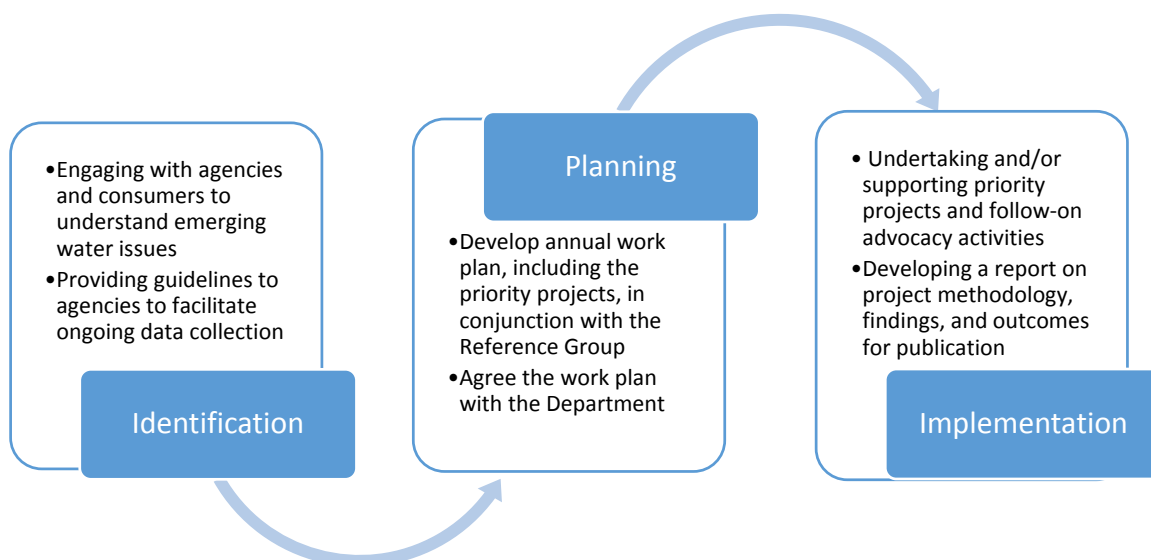 •Engaging with agencies
and consumers to
understand emerging
water issues
•Providing guidelines to
agencies to facilitate
ongoing data collection
Identification
Planning
•Develop annual work
plan, including the
priority projects, in
conjunction with the
Reference Group
•Agree the work plan
with the Department
• Undertaking and/or
supporting priority
projects and follow-on
advocacy activities
•Developing a report on
project methodology,
findings, and outcomes
for publication
Implementation